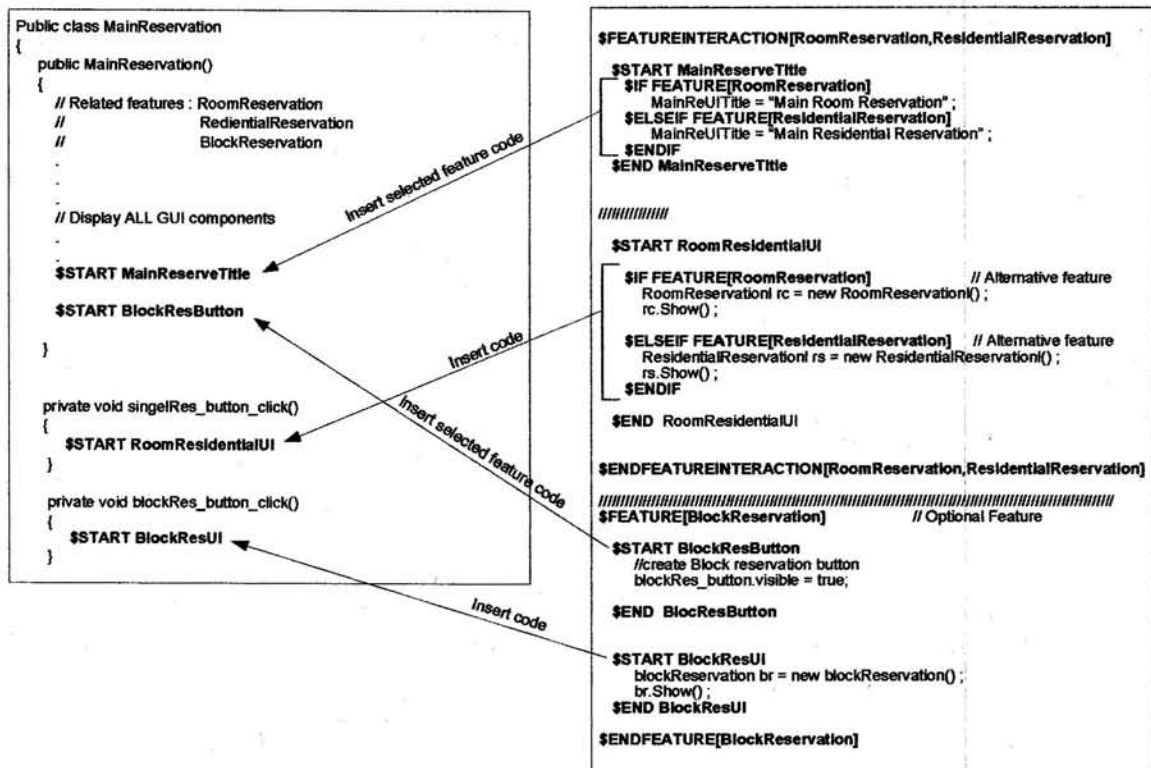 Public class MainReservation
{
public MainReservation()
{
// Related features : RoomReservation
// RedientialReservation
// BlockReservation
.
.
.
// Display ALL GUI components
.
.
$START MainReserveTitle
$START BlockResButton
}
private void singelRes_button_click()
{
$START RoomResidentialUI
}
private void blockRes_button_click()
{
$START BlockResUI
}
Insert selected feature code
Insert code
Insert selected feature code
Insert code
$FEATUREINTERACTION[RoomReservation,ResidentialReservation]
$START MainReserveTitle
$IF FEATURE[RoomReservation]
MainReUITitle = "Main Room Reservation" ;
$ELSEIF FEATURE[ResidentialReservation]
MainReUITitle = "Main Residential Reservation" ;
$ENDIF
$END MainReserveTitle
////////////////
$START RoomResidentialUI
$IF FEATURE[RoomReservation] // Alternative feature
RoomReservationI rc = new RoomReservationI() ;
rc.Show() ;
$ELSEIF FEATURE[ResidentialReservation] // Alternative feature
ResidentialReservationI rs = new ResidentialReservationI() ;
rs.Show() ;
$ENDIF
$END RoomResidentialUI
$ENDFEATUREINTERACTION[RoomReservation,ResidentialReservation]
////////////////////////////////////////////////////////////////////////////////////////////////////////////////
$FEATURE[BlockReservation] // Optional Feature
$START BlockResButton
//create Block reservation button
blockRes_button.visible = true;
$END BlocResButton
$START BlockResUI
blockReservation br = new blockReservation() ;
br.Show() ;
$END BlockResUI
$ENDFEATURE[BlockReservation]